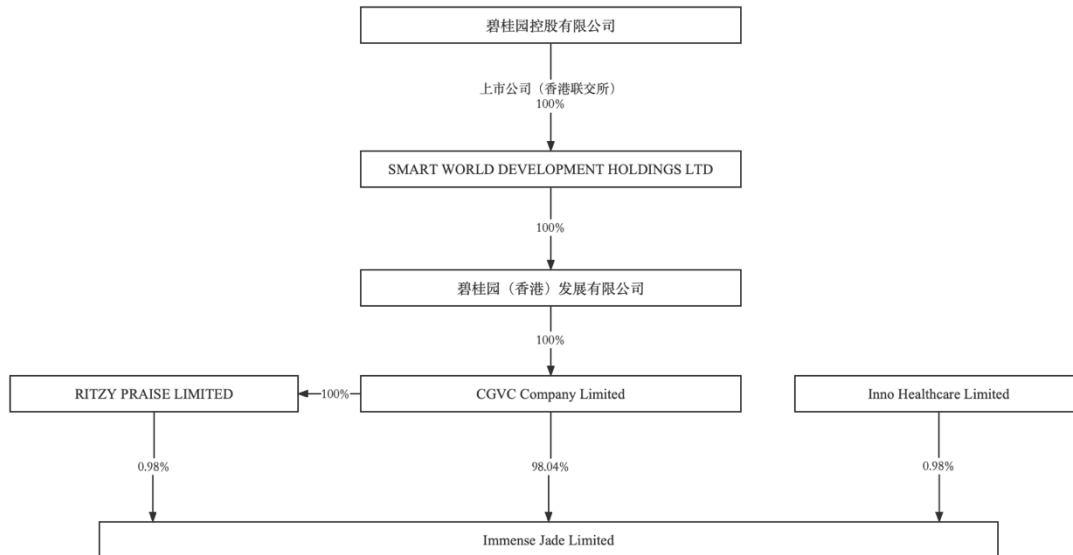 碧桂园控股有限公司
上市公司（香港联交所）
100%
SMART WORLD DEVELOPMENT HOLDINGS LTD
100%
碧桂园（香港）发展有限公司
100%
RITZY PRAISE LIMITED
100%
CGVC Company Limited
Inno Healthcare Limited
0.98%
98.04%
0.98%
Immense Jade Limited